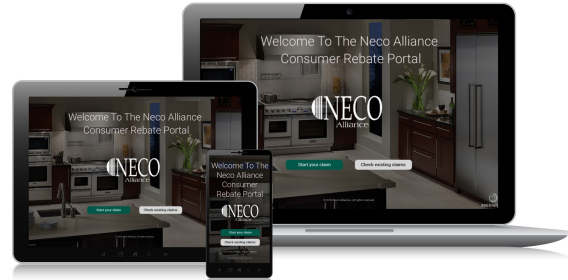 Welcome To The Neco Alliance
Consumer Rebate Portal
NECO
Alliance
Start your claim
Check existing claims
Welcome To The Neco Alliance
Consumer Rebate Portal
NECO
Alliance
Start your claim
Check existing claims
Welcome To The
Neco Alliance
Consumer
Rebate Portal
NECO
Alliance
Start your claim
Check existing claims